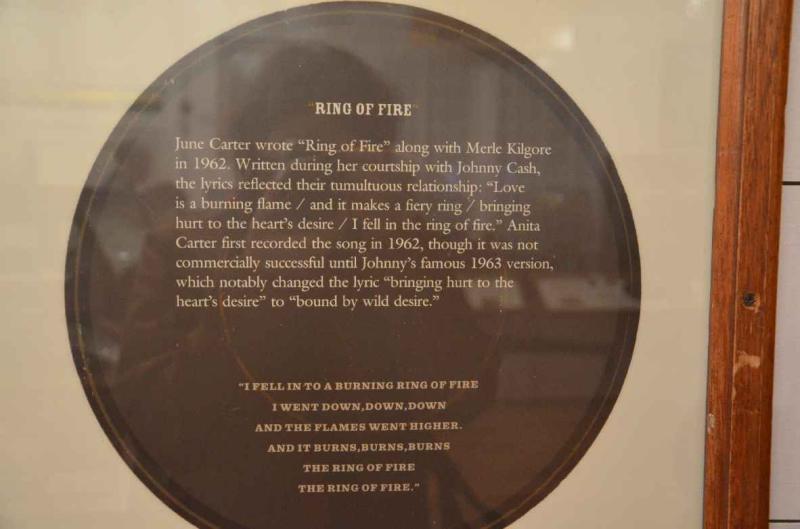 "RING OF FIRE"
June Carter wrote “Ring of Fire” along with Merle Kilgore
in 1962. Written during her courtship with Johnny Cash,
the lyrics reflected their tumultuous relationship: “Love
is a burning flame / and it makes a fiery ring / bringing
hurt to the heart’s desire / I fell in the ring of fire.” Anita
Carter first recorded the song in 1962, though it was not
commercially successful until Johnny’s famous 1963 version,
which notably changed the lyric “bringing hurt to the
heart’s desire” to “bound by wild desire.”
"I FELL IN TO A BURNING RING OF FIRE
I WENT DOWN,DOWN,DOWN
AND THE FLAMES WENT HIGHER.
AND IT BURNS,BURNS,BURNS
THE RING OF FIRE
THE RING OF FIRE."